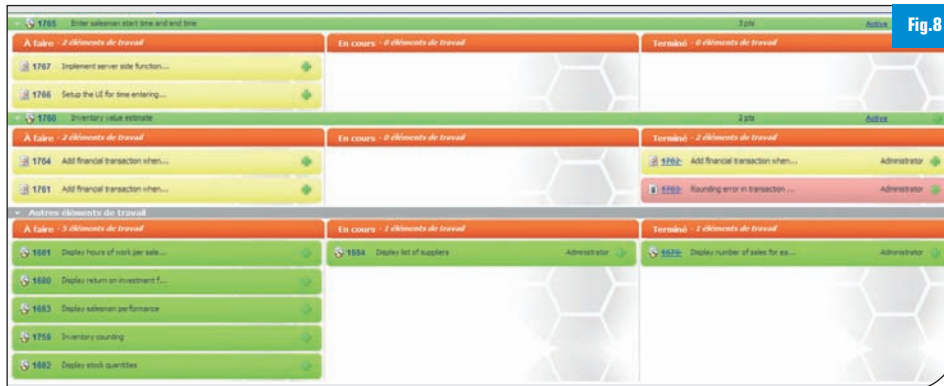 Fig.8
1765 Enter salesman start time and end time 3 pts Active
À faire - 2 éléments de travail
En cours - 0 éléments de travail
Terminé - 0 éléments de travail
1767 Implement server side function...
1766 Setup the UI for time entering...
1760 Inventory value estimate 2 pts Active
À faire - 2 éléments de travail
En cours - 0 éléments de travail
Terminé - 2 éléments de travail
1764 Add financial transaction when...
1762 Add financial transaction when... Administrator
1761 Add financial transaction when...
Rounding error in transaction ... Administrator
Autres éléments de travail
À faire - 5 éléments de travail
En cours - 1 éléments de travail
Terminé - 1 éléments de travail
1681 Display hours of work per sale...
1684 Display list of suppliers Administrator
1679 Display number of sales for ea... Administrator
1680 Display return on investment f...
1683 Display salesman performance
1756 Inventory counting
1682 Display stock quantities